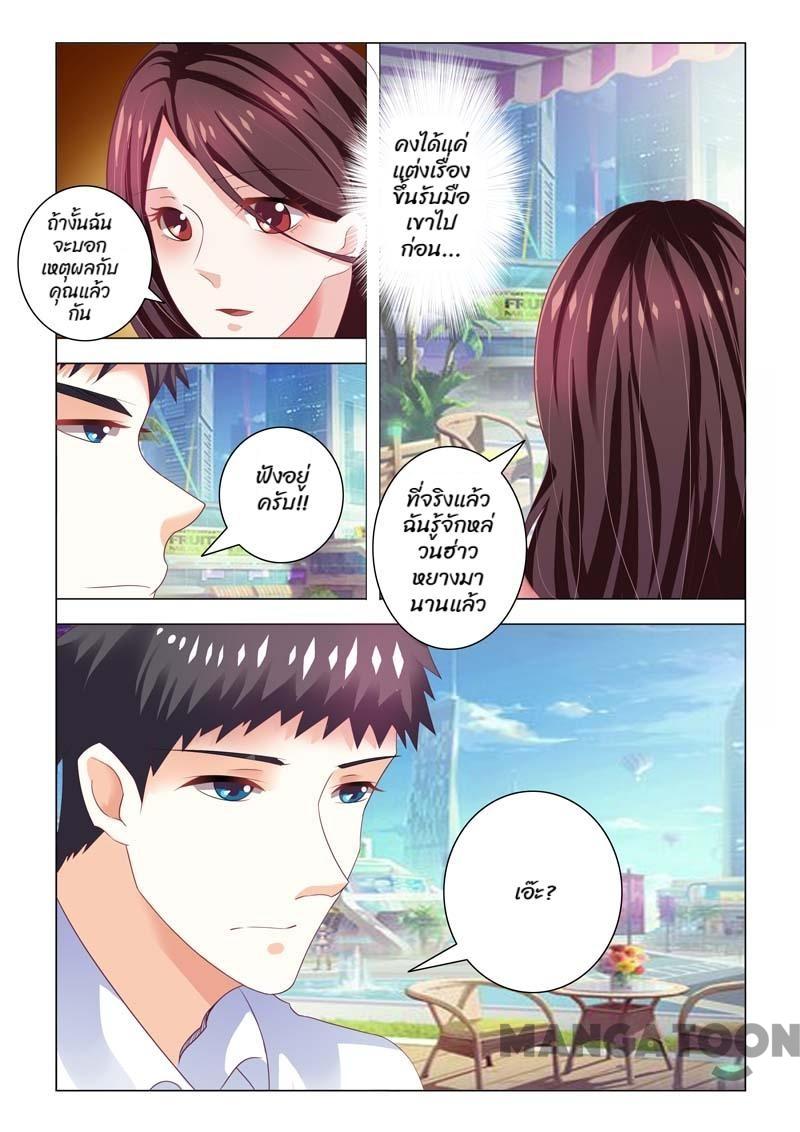 ถ้างั้นฉัน
จะบอก
เหตุผลกับ
คุณแล้ว
กัน
คงได้แค่
แต่งเรื่อง
ขึ้นรับมือ
เขาไป
ก่อน...
FRUIT
ฟังอยู่
ครับ!!
FRUIT
ที่จริงแล้ว
ฉันรู้จักหล่
วนฮ่าว
หยางมา
นานแล้ว
เอ๊ะ?
MANGATOON